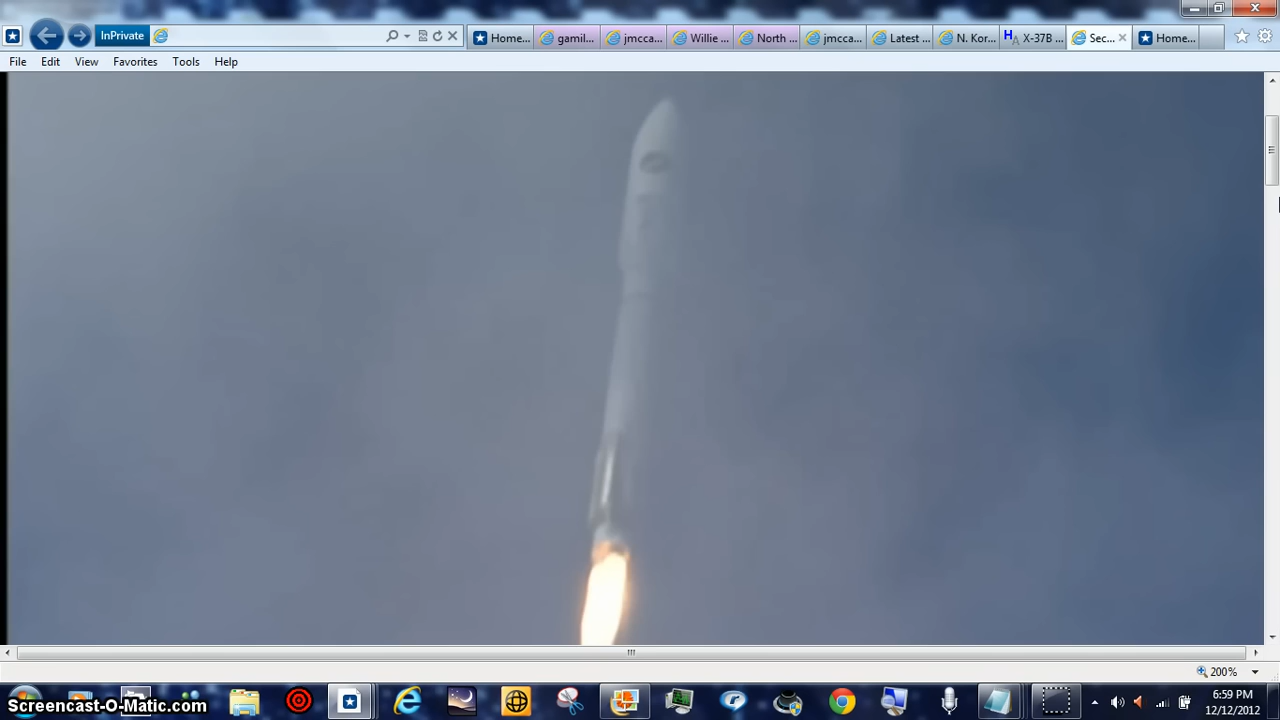 InPrivate
Home...
gamil...
jmcca...
Willie ...
North ...
jmcca...
Latest ...
N. Kor...
H A X-37B ...
Sec...
Home...
File Edit View Favorites Tools Help
200%
Screencast-O-Matic.com
6:59 PM
12/12/2012